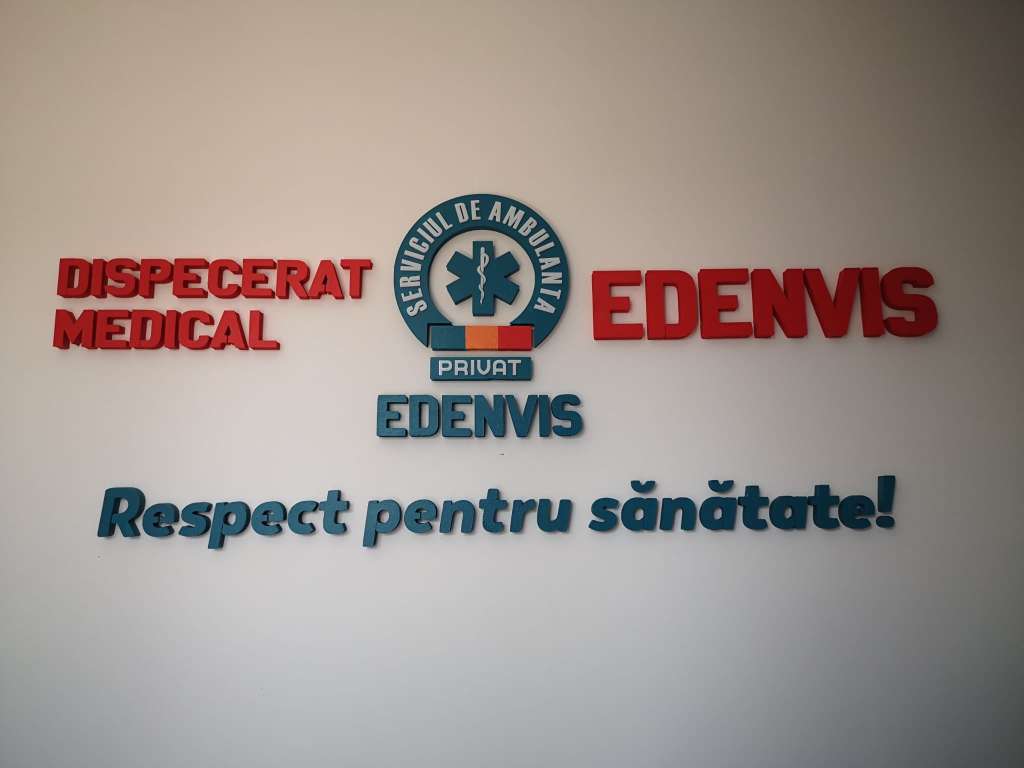 DISPECERAT
MEDICAL
SERVICIUL DE AMBULANTA
PRIVAT
EDENVIS
EDENVIS
Respect pentru sănătate!